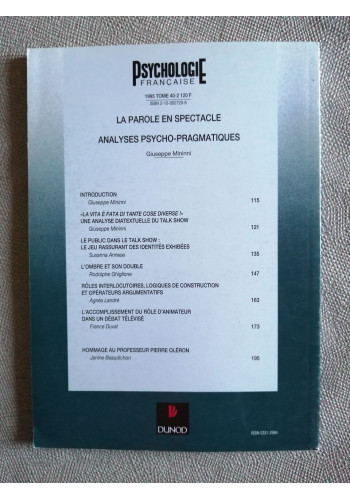 PSYCHOLOGIE
FRANÇAISE
1995 TOME 40-2 120 F
LA PAROLE EN SPECTACLE
ANALYSES PSYCHO-PRAGMATIQUES
Giuseppe Mininni
INTRODUCTION
Giuseppe Mininni 115
«LA VITA È FATA DI TANTE COSE DIVERSE !»
UNE ANALYSE DIATEXTUELLE DU TALK SHOW
Giuseppe Mininni 121
LE PUBLIC DANS LE TALK SHOW :
LE JEU RASSURANT DES IDENTITÉS EXHIBÉES
Susanna Annese 135
L'OMBRE ET SON DOUBLE
Rodolphe Ghiglione 147
RÔLES INTERLOCUTOIRES, LOGIQUES DE CONSTRUCTION
ET OPÉRATEURS ARGUMENTATIFS
Agnès Landré 163
L'ACCOMPLISSEMENT DU RÔLE D'ANIMATEUR
DANS UN DÉBAT TÉLÉVISÉ
Duval 173
HOMMAGE AU PROFESSEUR PIERRE OLÉRON
Janine Beaudichon 195
DUNOD